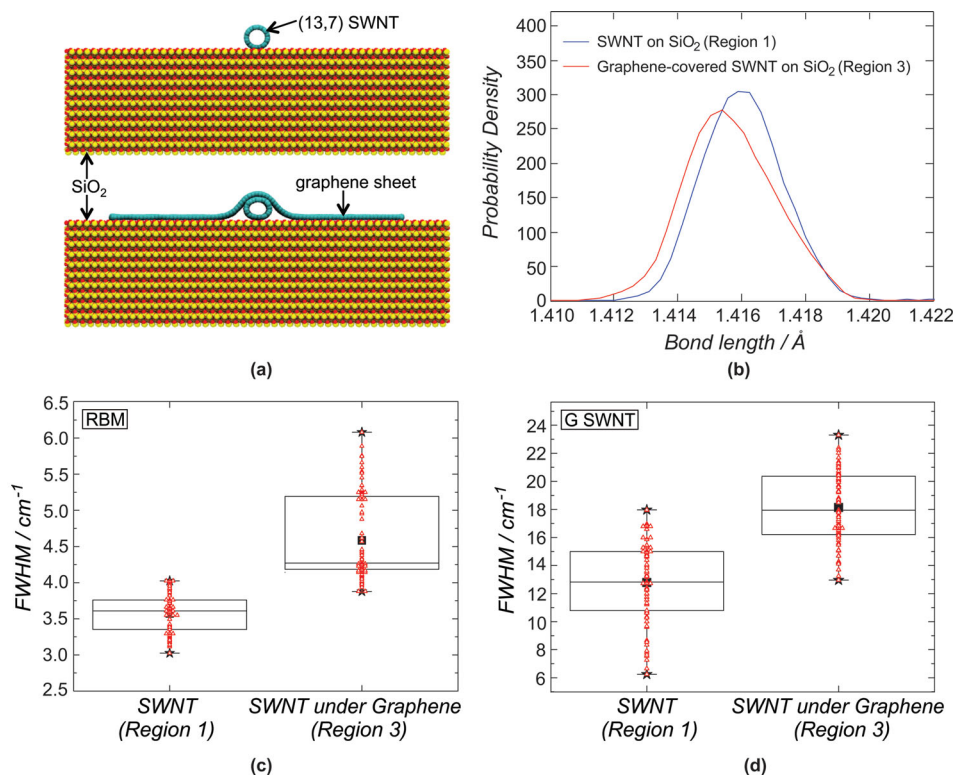 (13,7) SWNT
SiO₂
graphene sheet
(a)
Probability Density
400
350
300
250
200
150
100
50
0
SWNT on SiO₂ (Region 1)
Graphene-covered SWNT on SiO₂ (Region 3)
1.410 1.412 1.414 1.416 1.418 1.420 1.422
Bond length / Å
(b)
FWHM / cm⁻¹
6.5
6.0
5.5
5.0
4.5
4.0
3.5
3.0
2.5
RBM
SWNT
(Region 1)
SWNT under Graphene
(Region 3)
(c)
FWHM / cm⁻¹
24
22
20
18
16
14
12
10
8
6
G SWNT
SWNT
(Region 1)
SWNT under Graphene
(Region 3)
(d)